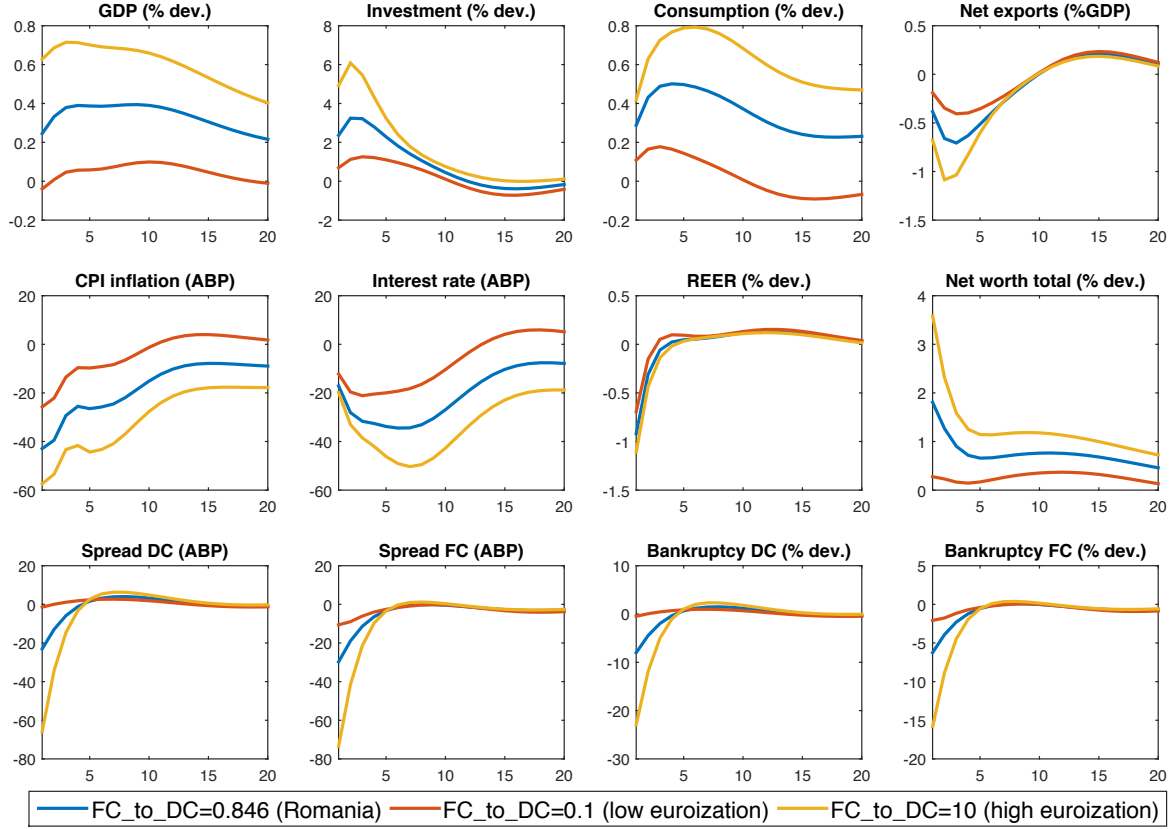 GDP (% dev.)
0.8
0.6
0.4
0.2
0
-0.2
5 10 15 20
Investment (% dev.)
8
6
4
2
0
-2
5 10 15 20
Consumption (% dev.)
0.8
0.6
0.4
0.2
0
-0.2
5 10 15 20
Net exports (%GDP)
0.5
0
-0.5
-1
-1.5
5 10 15 20
CPI inflation (ABP)
20
0
-20
-40
-60
5 10 15 20
Interest rate (ABP)
20
0
-20
-40
-60
5 10 15 20
REER (% dev.)
0.5
0
-0.5
-1
-1.5
5 10 15 20
Net worth total (% dev.)
4
3
2
1
0
5 10 15 20
Spread DC (ABP)
20
0
-20
-40
-60
-80
5 10 15 20
Spread FC (ABP)
20
0
-20
-40
-60
-80
5 10 15 20
Bankruptcy DC (% dev.)
10
0
-10
-20
-30
5 10 15 20
Bankruptcy FC (% dev.)
5
0
-5
-10
-15
-20
5 10 15 20
FC_to_DC=0.846 (Romania) FC_to_DC=0.1 (low euroization) FC_to_DC=10 (high euroization)